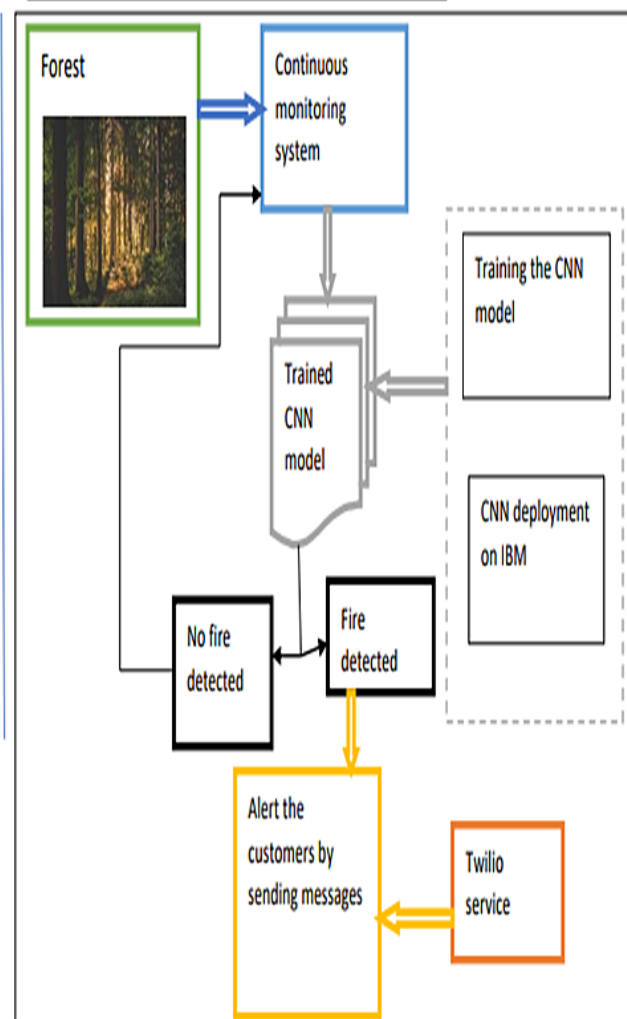 Forest
Continuous
monitoring
system
Training the CNN
model
Trained
CNN
model
CNN deployment
on IBM
No fire
detected
Fire
detected
Alert the
customers by
sending messages
Twilio
service